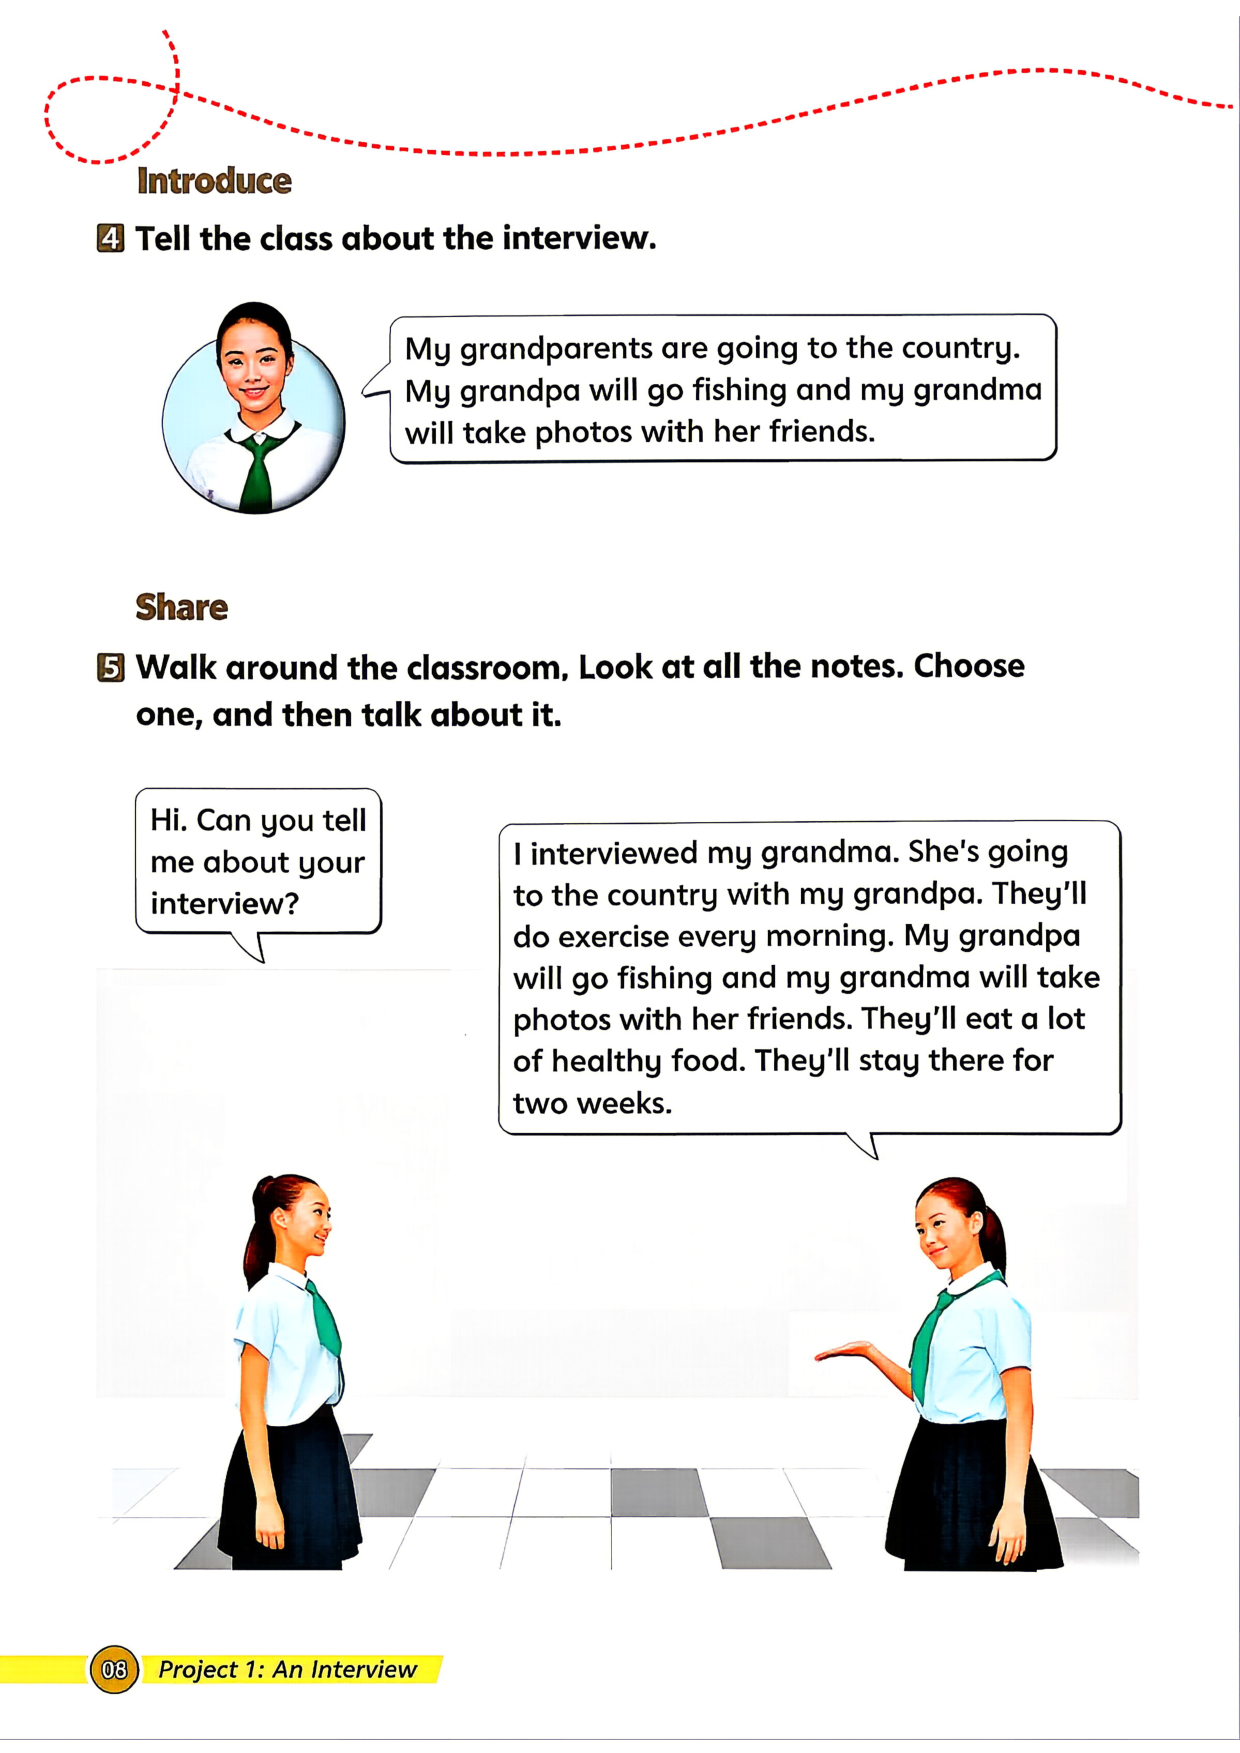 Introduce
4 Tell the class about the interview.
My grandparents are going to the country.
My grandpa will go fishing and my grandma
will take photos with her friends.
Share
5 Walk around the classroom, Look at all the notes. Choose
one, and then talk about it.
Hi. Can you tell
me about your
interview?
I interviewed my grandma. She's going
to the country with my grandpa. They'll
do exercise every morning. My grandpa
will go fishing and my grandma will take
photos with her friends. They'll eat a lot
of healthy food. They'll stay there for
two weeks.
08 Project 1: An Interview